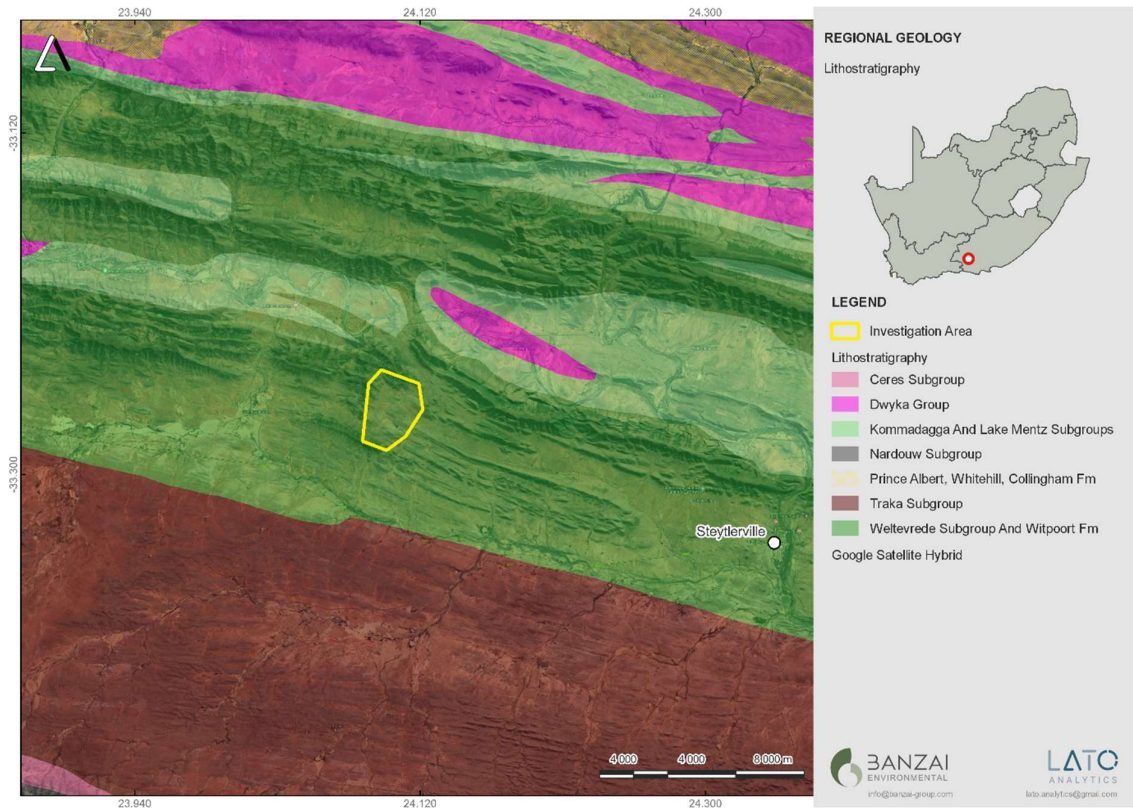 23.940
24.120
24.300
-33.120
-33.300
Steytlerville
4 000
4 000
8 000 m
23.940
24.120
24.300
REGIONAL GEOLOGY
Lithostratigraphy
LEGEND
Investigation Area
Lithostratigraphy
Ceres Subgroup
Dwyka Group
Kommadagga And Lake Mentz Subgroups
Nardouw Subgroup
Prince Albert, Whitehill, Collingham Fm
Traka Subgroup
Weltevrede Subgroup And Witpoort Fm
Google Satellite Hybrid
BANZAI
ENVIRONMENTAL
info@banzai-group.com
LATO
ANALYTICS
lato.analytics@gmail.com